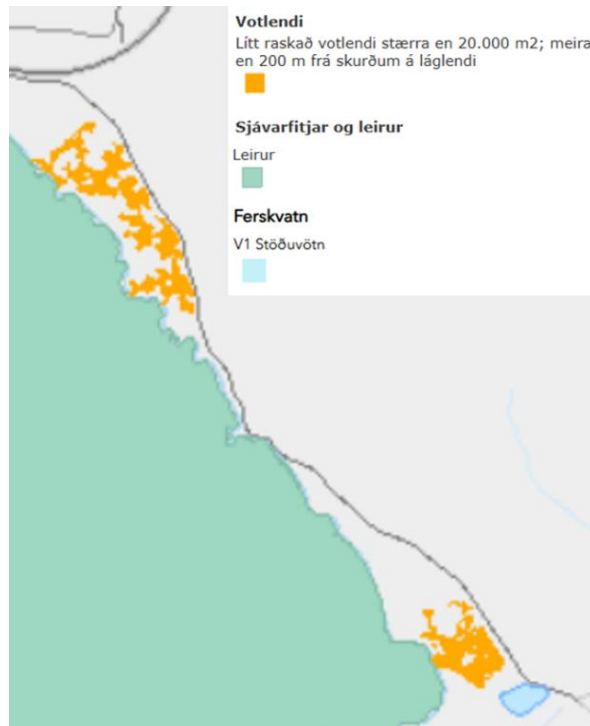 Votlendi
Lítt raskað votlendi stærra en 20.000 m2; meira
en 200 m frá skurðum á láglendi
Sjávarfitjar og leirur
Leirur
Ferskvatn
V1 Stöðuvötn